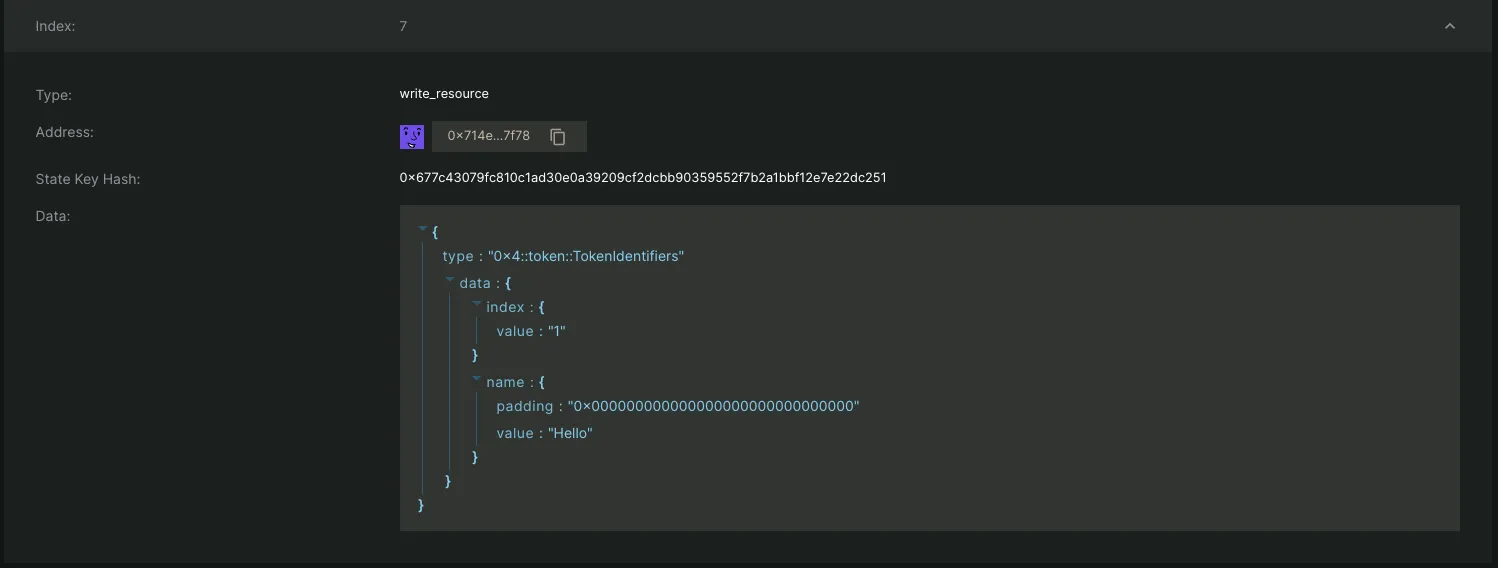 Index: 7
Type: write_resource
Address: 0x714e...7f78
State Key Hash: 0x677c43079fc810c1ad30e0a39209cf2dcbb90359552f7b2a1bbf12e7e22dc251
Data:
{
type : "0x4::token::TokenIdentifiers"
data : {
index : {
value : "1"
}
name : {
padding : "0x000000000000000000000000000000"
value : "Hello"
}
}
}